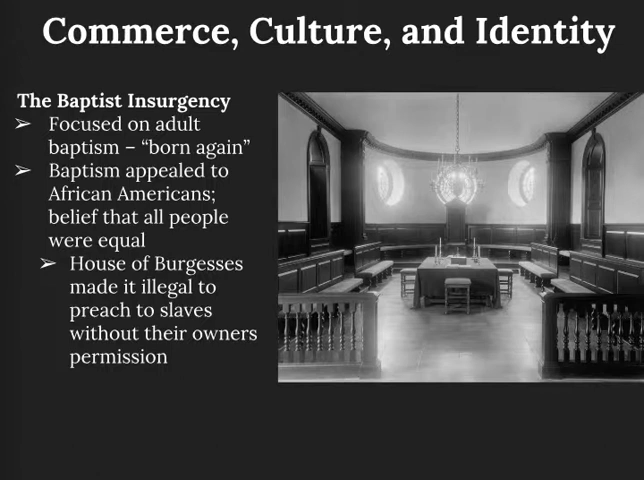 Commerce, Culture, and Identity
The Baptist Insurgency
➢ Focused on adult
baptism – “born again”
➢ Baptism appealed to
African Americans;
belief that all people
were equal
➢ House of Burgesses
made it illegal to
preach to slaves
without their owners
permission